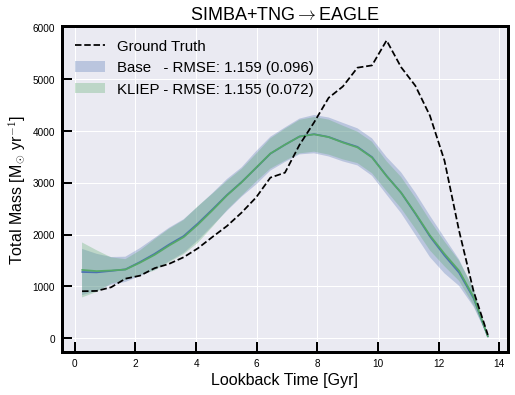 SIMBA+TNG→EAGLE
Ground Truth
Base - RMSE: 1.159 (0.096)
KLIEP - RMSE: 1.155 (0.072)
Total Mass [M☉ yr⁻¹]
6000
5000
4000
3000
2000
1000
0
0 2 4 6 8 10 12 14
Lookback Time [Gyr]